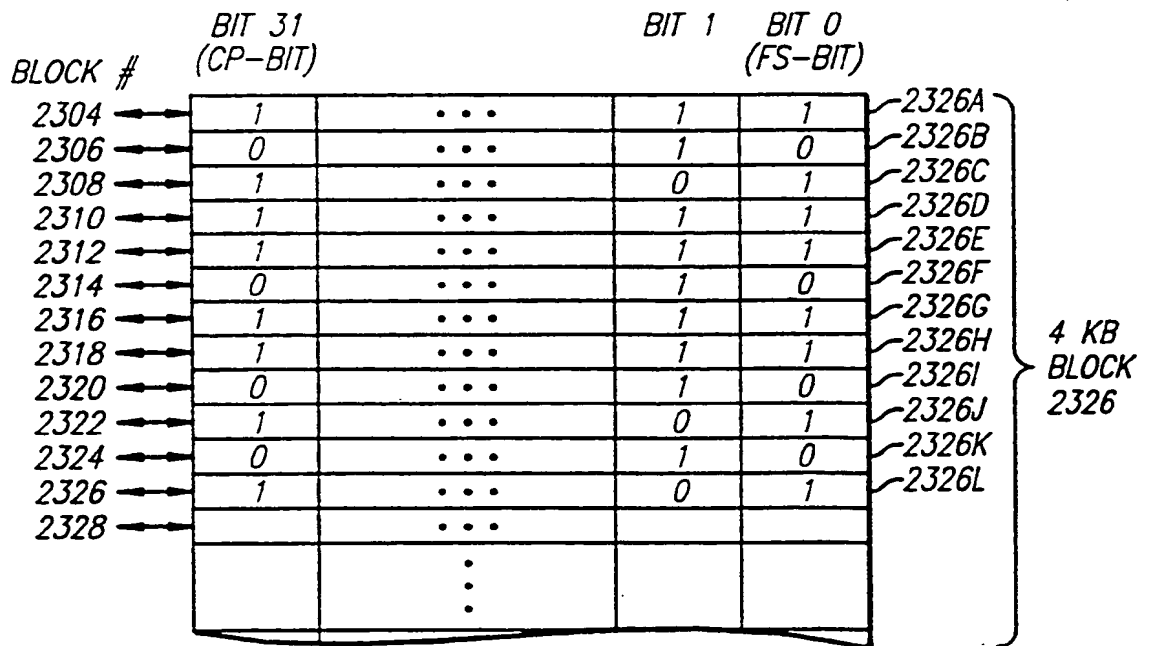 BIT 31 BIT 1 BIT 0
BLOCK # (CP-BIT) (FS-BIT)
2304 1 • • • 1 1 2326A
2306 0 • • • 1 0 2326B
2308 1 • • • 0 1 2326C
2310 1 • • • 1 1 2326D
2312 1 • • • 1 1 2326E
2314 0 • • • 1 0 2326F
2316 1 • • • 1 1 2326G
2318 1 • • • 1 1 2326H
2320 0 • • • 1 0 2326I
2322 1 • • • 0 1 2326J
2324 0 • • • 1 0 2326K
2326 1 • • • 0 1 2326L
2328 • • •
4 KB
BLOCK
2326